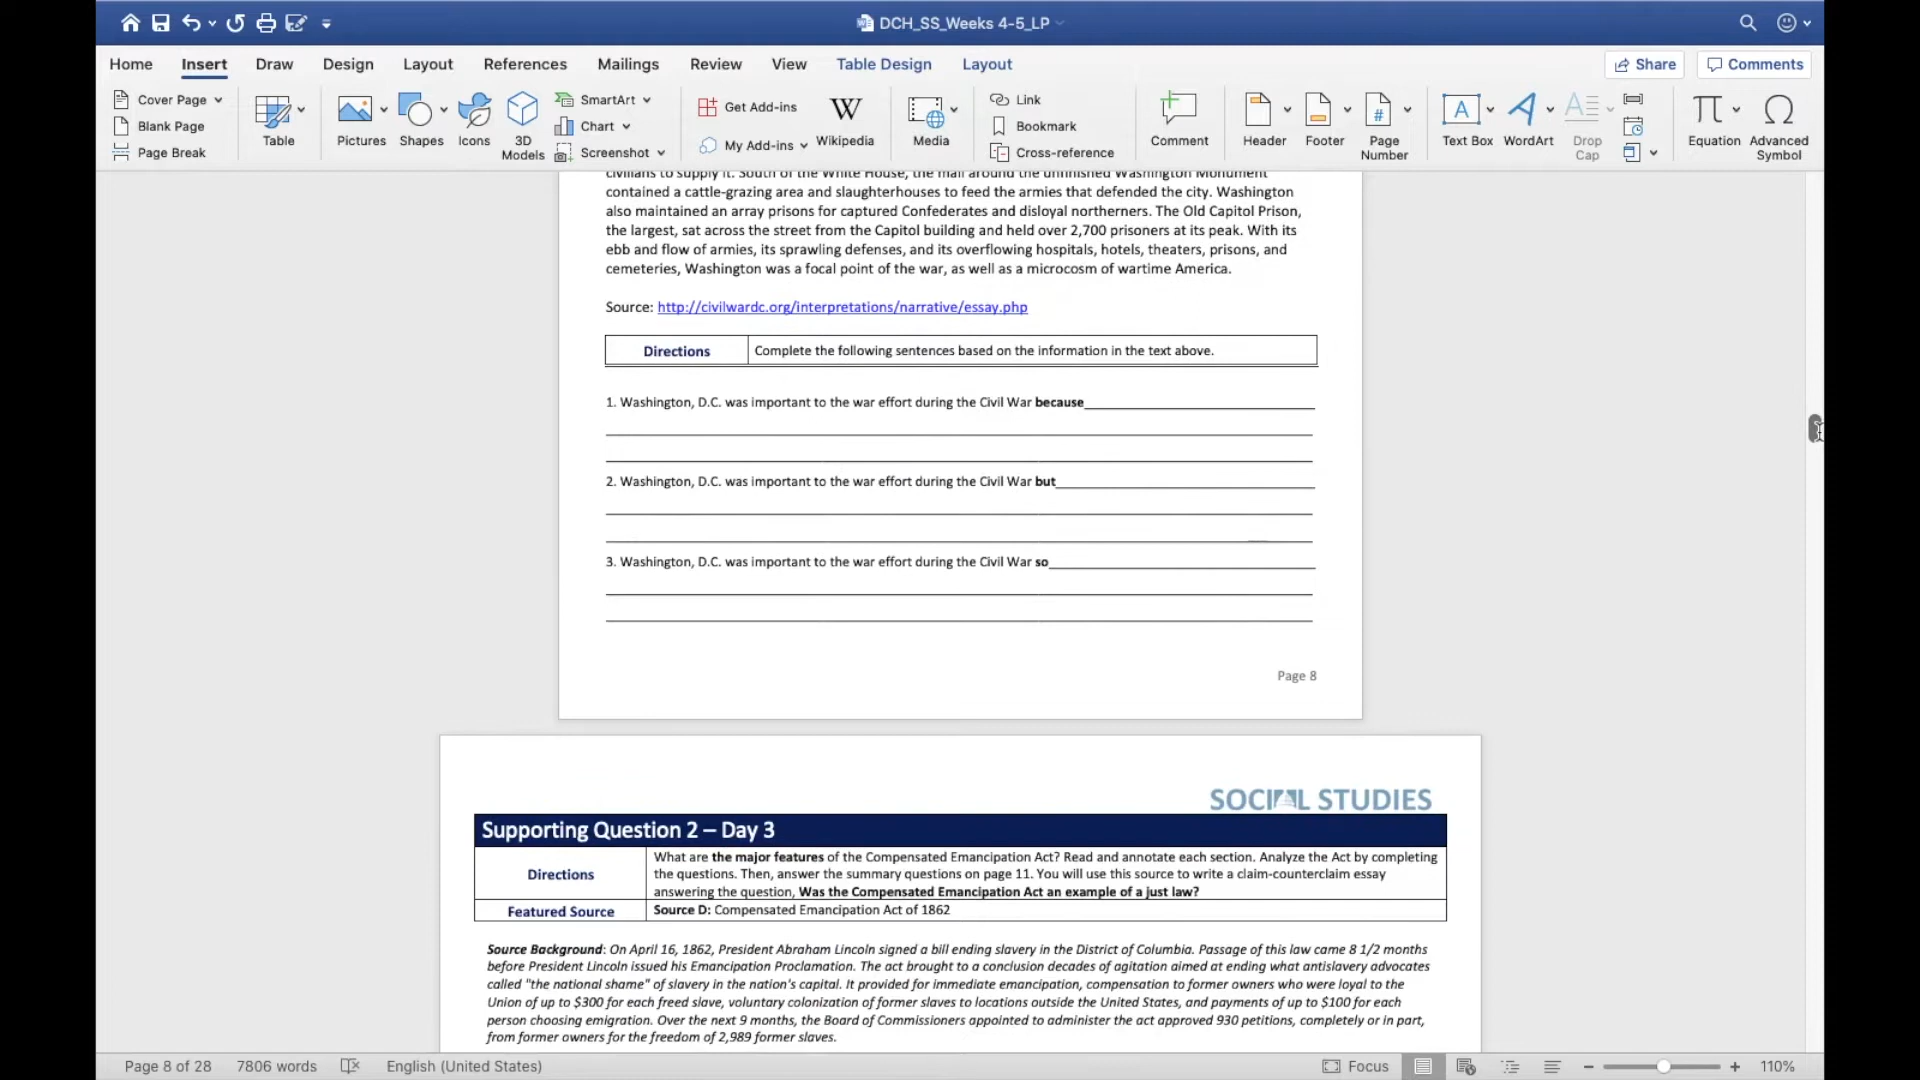 DCH_SS_Weeks 4-5_LP
Home Insert Draw Design Layout References Mailings Review View Table Design Layout Share Comments
Cover Page
Blank Page
Page Break
Table
Pictures
Shapes
Icons
3D Models
SmartArt
Chart
Screenshot
Get Add-ins
My Add-ins
Wikipedia
Media
Link
Bookmark
Cross-reference
Comment
Header
Footer
Page Number
Text Box
WordArt
Drop Cap
Equation
Advanced Symbol
civilians to supply it. South of the White House, the mall around the unfinished Washington Monument
contained a cattle-grazing area and slaughterhouses to feed the armies that defended the city. Washington
also maintained an array prisons for captured Confederates and disloyal northerners. The Old Capitol Prison,
the largest, sat across the street from the Capitol building and held over 2,700 prisoners at its peak. With its
ebb and flow of armies, its sprawling defenses, and its overflowing hospitals, hotels, theaters, prisons, and
cemeteries, Washington was a focal point of the war, as well as a microcosm of wartime America.
Source: http://civilwardc.org/interpretations/narrative/essay.php
Directions Complete the following sentences based on the information in the text above.
1. Washington, D.C. was important to the war effort during the Civil War because
2. Washington, D.C. was important to the war effort during the Civil War but
3. Washington, D.C. was important to the war effort during the Civil War so
Page 8
SOCIAL STUDIES
Supporting Question 2 – Day 3
Directions
What are the major features of the Compensated Emancipation Act? Read and annotate each section. Analyze the Act by completing
the questions. Then, answer the summary questions on page 11. You will use this source to write a claim-counterclaim essay
answering the question, Was the Compensated Emancipation Act an example of a just law?
Featured Source Source D: Compensated Emancipation Act of 1862
Source Background: On April 16, 1862, President Abraham Lincoln signed a bill ending slavery in the District of Columbia. Passage of this law came 8 1/2 months
before President Lincoln issued his Emancipation Proclamation. The act brought to a conclusion decades of agitation aimed at ending what antislavery advocates
called "the national shame" of slavery in the nation's capital. It provided for immediate emancipation, compensation to former owners who were loyal to the
Union of up to $300 for each freed slave, voluntary colonization of former slaves to locations outside the United States, and payments of up to $100 for each
person choosing emigration. Over the next 9 months, the Board of Commissioners appointed to administer the act approved 930 petitions, completely or in part,
from former owners for the freedom of 2,989 former slaves.
Page 8 of 28 7806 words English (United States) Focus 110%